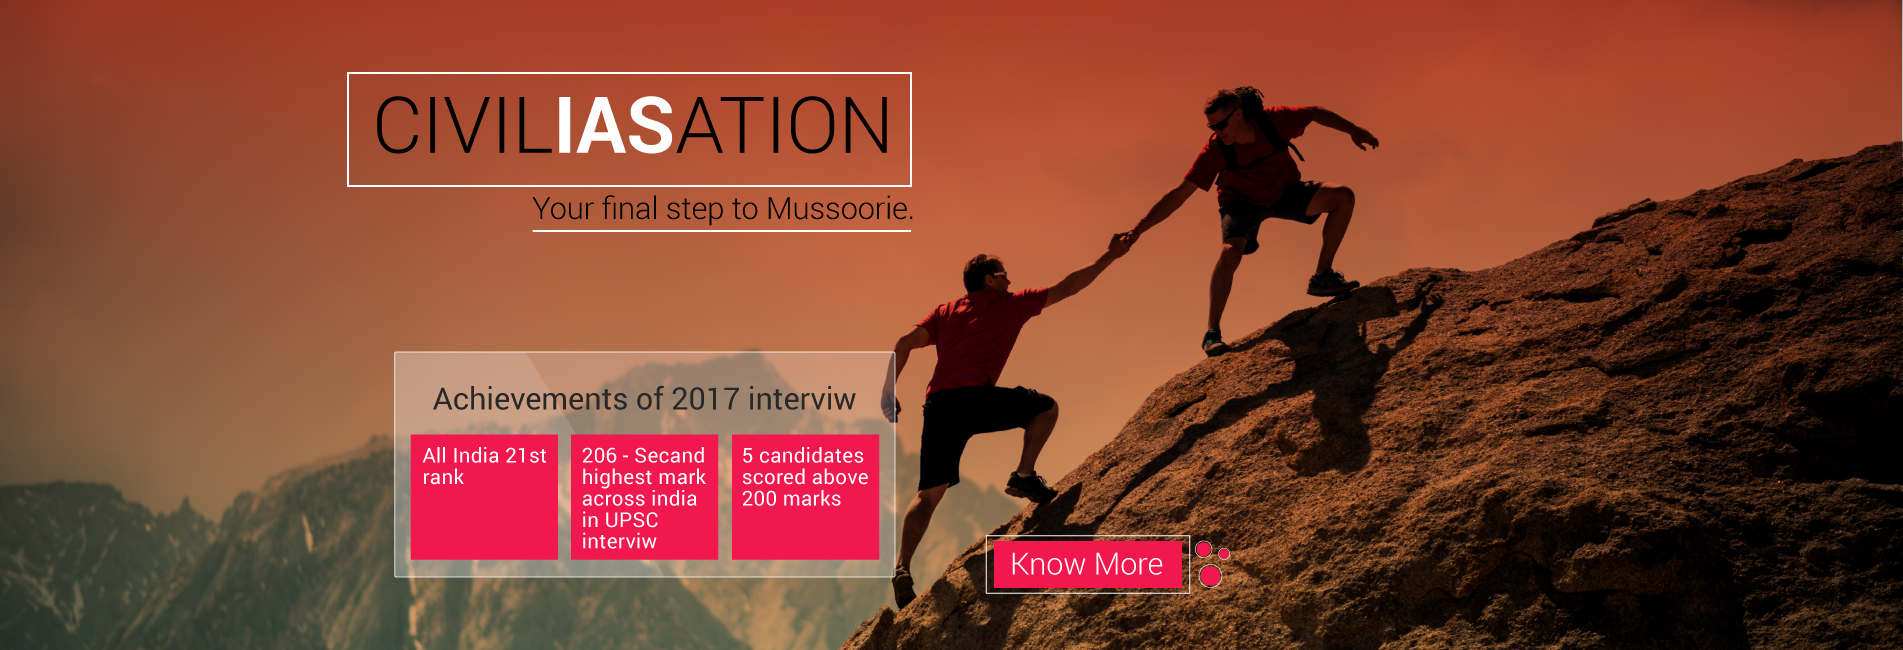 CIVILIASATION
Your final step to Mussoorie.
Achievements of 2017 interviw
All India 21st
rank
206 - Secand
highest mark
across india
in UPSC
interviw
5 candidates
scored above
200 marks
Know More